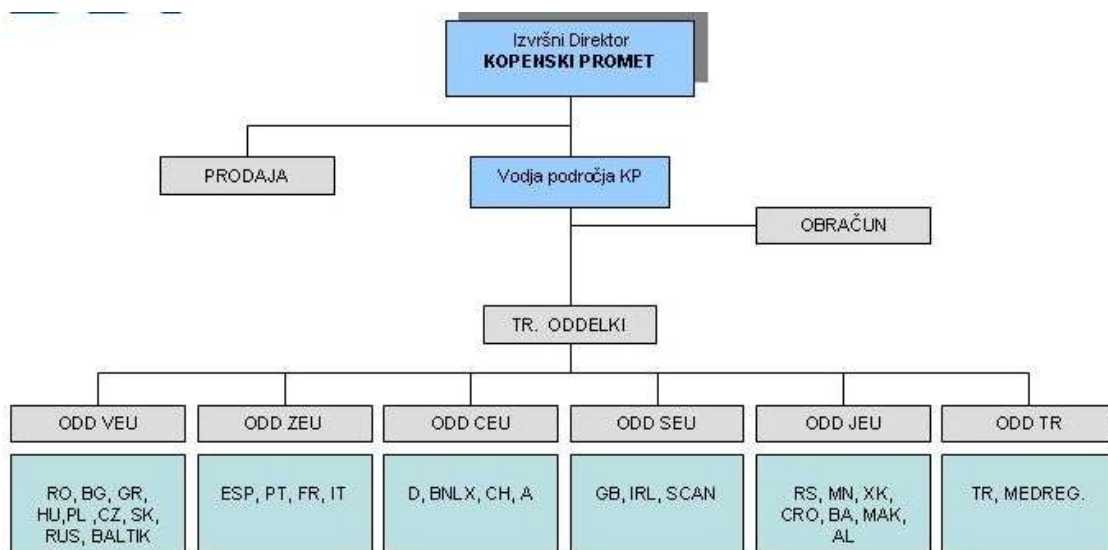 Izvršni Direktor
KOPENSKI PROMET
PRODAJA
Vodja področja KP
OBRAČUN
TR. ODDELKI
ODD VEU
ODD ZEU
ODD CEU
ODD SEU
ODD JEU
ODD TR
RO, BG, GR,
HU,PL ,CZ, SK,
RUS, BALTIK
ESP, PT, FR, IT
D, BNLX, CH, A
GB, IRL, SCAN
RS, MN, XK,
CRO, BA, MAK,
AL
TR, MEDREG.